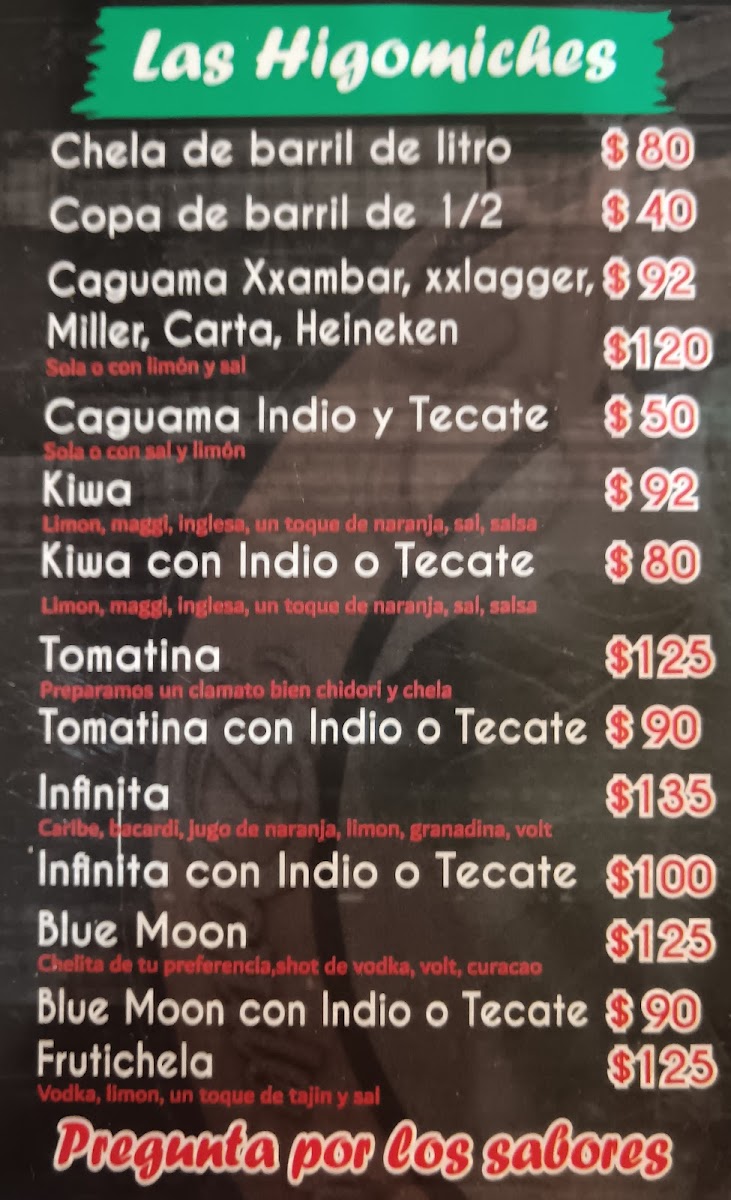 Las Higomiches
Chela de barril de litro $80
Copa de barril de 1/2 $40
Caguama Xxambar, xxlagger, $92
Miller, Carta, Heineken $120
Sola o con limón y sal
Caguama Indio y Tecate $50
Sola o con sal y limón
Kiwa $92
Limon, maggi, inglesa, un toque de naranja, sal, salsa
Kiwa con Indio o Tecate $80
Limon, maggi, inglesa, un toque de naranja, sal, salsa
Tomatina $125
Preparamos un clamato bien chidori y chela
Tomatina con Indio o Tecate $90
Infinita $135
Caribe, bacardi, jugo de naranja, limon, granadina, volt
Infinita con Indio o Tecate $100
Blue Moon $125
Chelita de tu preferencia,shot de vodka, volt, curacao
Blue Moon con Indio o Tecate $90
Frutichela $125
Vodka, limon, un toque de tajin y sal
Pregunta por los sabores